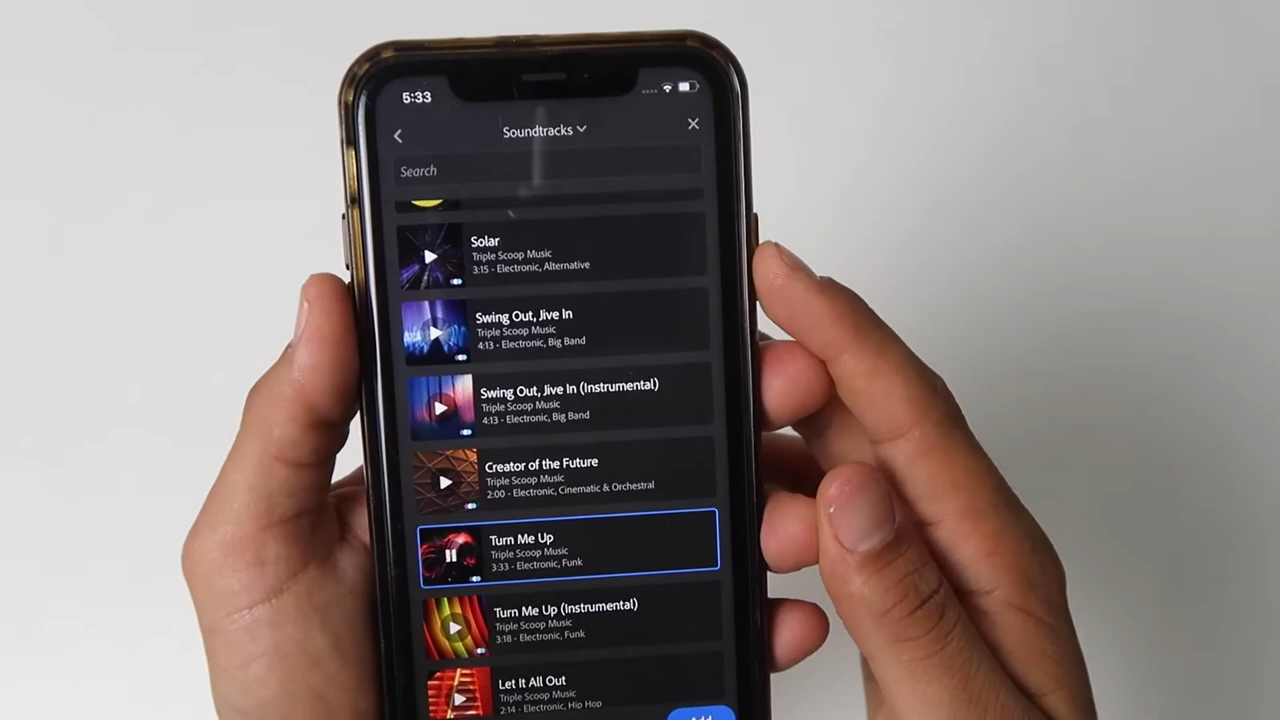 5:33
Soundtracks
Search
Solar
Triple Scoop Music
3:15 - Electronic, Alternative
Swing Out, Jive In
Triple Scoop Music
4:13 - Electronic, Big Band
Swing Out, Jive In (Instrumental)
Triple Scoop Music
4:13 - Electronic, Big Band
Creator of the Future
Triple Scoop Music
2:00 - Electronic, Cinematic & Orchestral
Turn Me Up
Triple Scoop Music
3:33 - Electronic, Funk
Turn Me Up (Instrumental)
Triple Scoop Music
3:18 - Electronic, Funk
Let It All Out
Triple Scoop Music
2:14 - Electronic, Hip Hop
Add